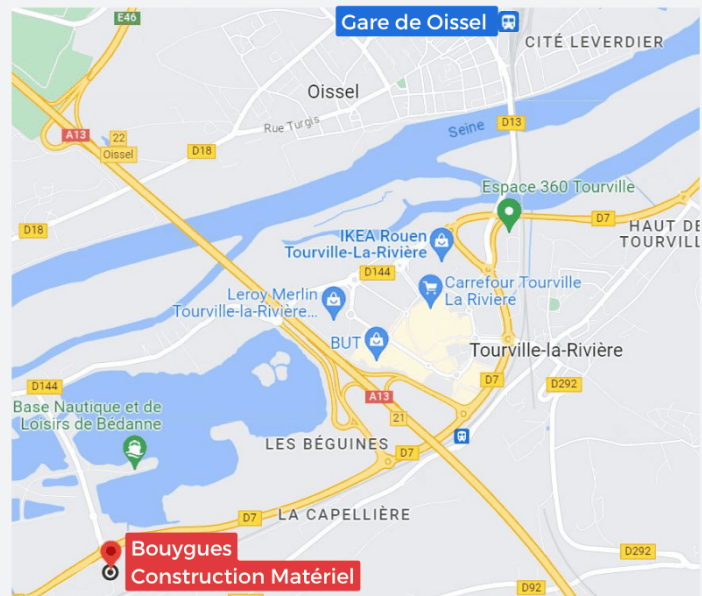 E46
Gare de Oissel
CITÉ LEVERDIER
Oissel
Rue Turgis
A13
22
Oissel
D18
Seine
D13
Espace 360 Tourville
D18
D7
HAUT DE
TOURVILL
IKEA Rouen
Tourville-La-Rivière
D144
Carrefour Tourville
La Riviere
Leroy Merlin
Tourville-la-Rivière...
BUT
Tourville-la-Rivière
D7
D292
D144
A13
21
Base Nautique et de
Loisirs de Bédanne
LES BÉGUINES
D7
D7
LA CAPELLIÈRE
Bouygues
Construction Matériel
D292
D92